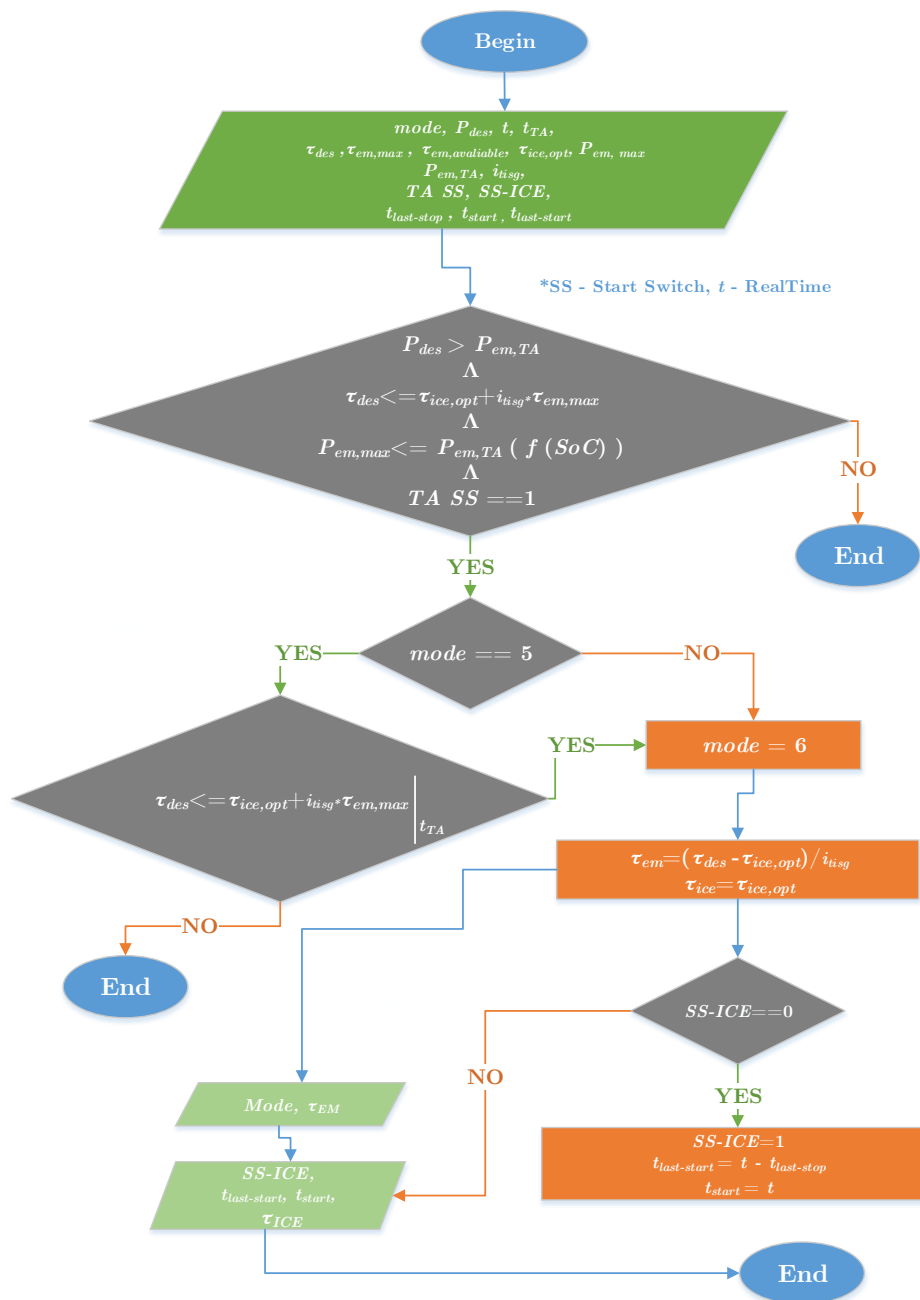 Begin
mode, P_des, t, t_TA,
τ_des ,τ_em,max , τ_em,avaliable, τ_ice,opt, P_em, max
P_em,TA, i_tisg,
TA SS, SS-ICE,
t_last-stop , t_start, t_last-start
*SS - Start Switch, t - RealTime
P_des > P_em,TA
Λ
τ_des<=τ_ice,opt+i_tisg*τ_em,max
Λ
P_em,max<= P_em,TA ( f (SoC) )
Λ
TA SS ==1
NO
End
YES
mode == 5
YES
NO
mode = 6
YES
τ_des<=τ_ice,opt+i_tisg*τ_em,max|t_TA
τ_em=(τ_des -τ_ice,opt)/i_tisg
τ_ice=τ_ice,opt
NO
End
SS-ICE==0
NO
YES
Mode, τ_EM
SS-ICE=1
t_last-start = t - t_last-stop
t_start = t
SS-ICE,
t_last-start, t_start,
τ_ICE
End